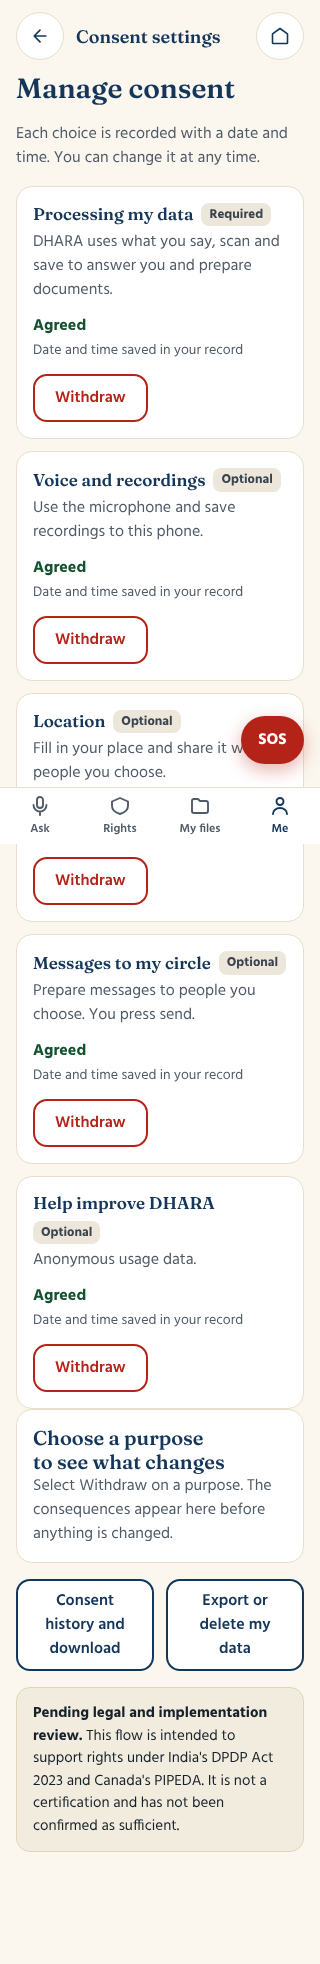 Consent settings
Manage consent
Each choice is recorded with a date and
time. You can change it at any time.
Processing my data Required
DHARA uses what you say, scan and
save to answer you and prepare
documents.
Agreed
Date and time saved in your record
Withdraw
Voice and recordings Optional
Use the microphone and save
recordings to this phone.
Agreed
Date and time saved in your record
Withdraw
Location Optional
Fill in your place and share it
SOS
people you choose.
Ask Rights My files Me
Withdraw
Messages to my circle Optional
Prepare messages to people you
choose. You press send.
Agreed
Date and time saved in your record
Withdraw
Help improve DHARA
Optional
Anonymous usage data.
Agreed
Date and time saved in your record
Withdraw
Choose a purpose
to see what changes
Select Withdraw on a purpose. The
consequences appear here before
anything is changed.
Consent
history and
download
Export or
delete my
data
Pending legal and implementation
review. This flow is intended to
support rights under India's DPDP Act
2023 and Canada's PIPEDA. It is not a
certification and has not been
confirmed as sufficient.